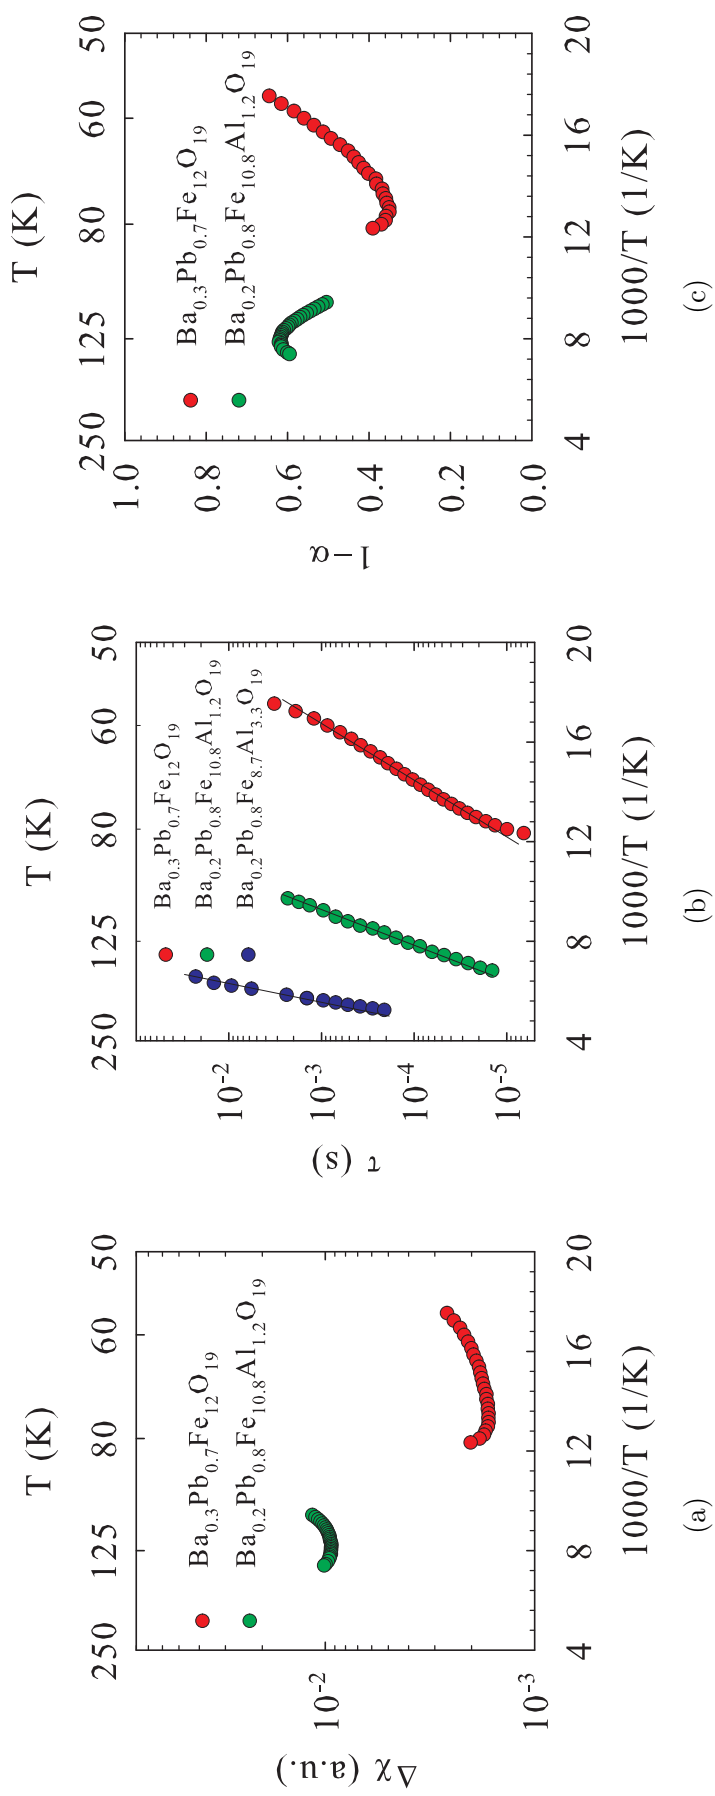 T (K)
250 125 80 60 50
Ba0.3Pb0.7Fe12O19
Ba0.2Pb0.8Fe10.8Al1.2O19
10-2
10-3
Δχ (a.u.)
4 8 12 16 20
1000/T (1/K)
(a)
T (K)
250 125 80 60 50
Ba0.3Pb0.7Fe12O19
Ba0.2Pb0.8Fe10.8Al1.2O19
Ba0.2Pb0.8Fe8.7Al3.3O19
10-2
10-3
10-4
10-5
τ (s)
4 8 12 16 20
1000/T (1/K)
(b)
T (K)
250 125 80 60 50
Ba0.3Pb0.7Fe12O19
Ba0.2Pb0.8Fe10.8Al1.2O19
1.0
0.8
0.6
0.4
0.2
0.0
1−α
4 8 12 16 20
1000/T (1/K)
(c)